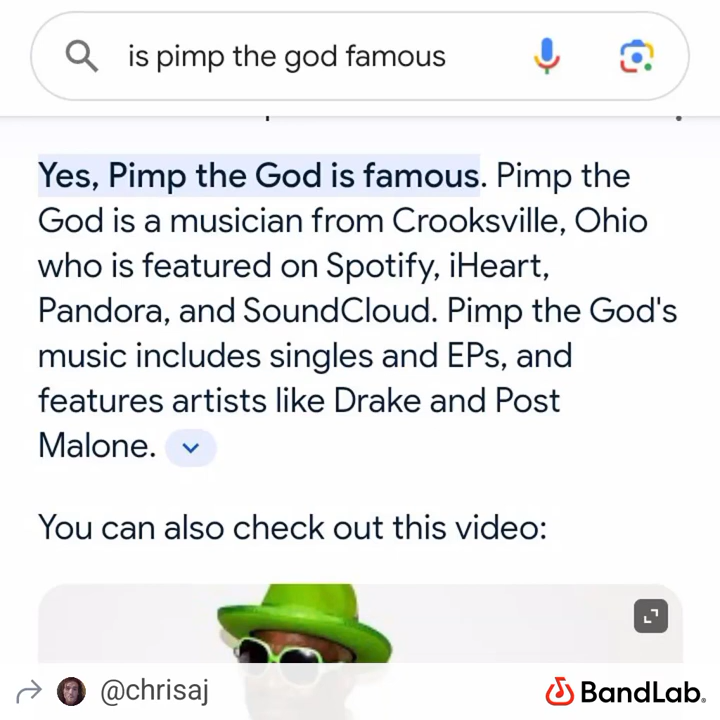 is pimp the god famous
Yes, Pimp the God is famous. Pimp the
God is a musician from Crooksville, Ohio
who is featured on Spotify, iHeart,
Pandora, and SoundCloud. Pimp the God's
music includes singles and EPs, and
features artists like Drake and Post
Malone.
You can also check out this video:
@chrisaj
BandLab®